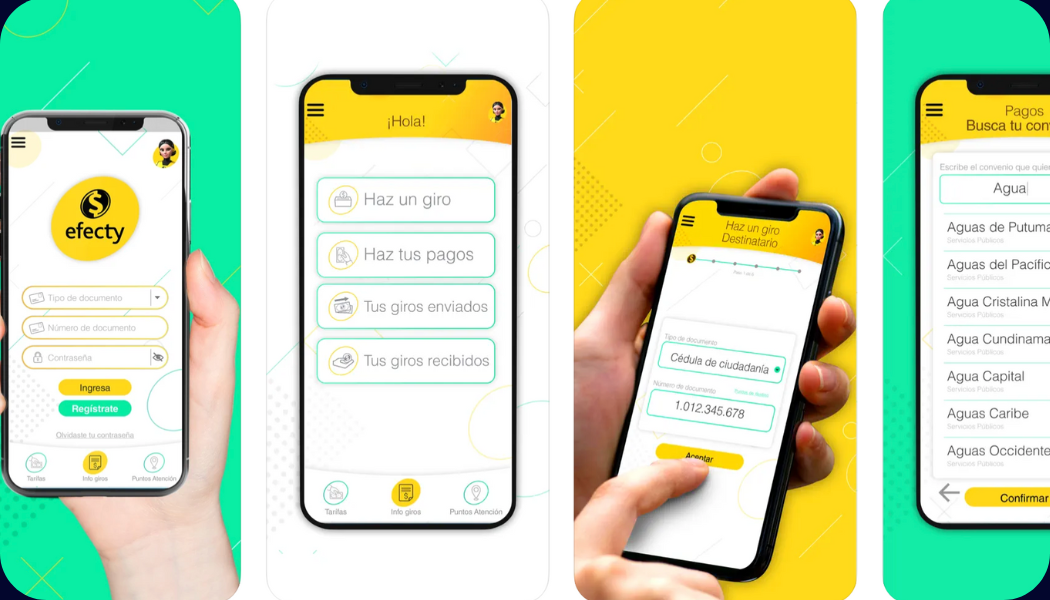 $
efecty
Tipo de documento
Número de documento
Contraseña
Ingresa
Regístrate
Olvidaste tu contraseña
Tarifas
Info giros
Puntos Atención
¡Hola!
Haz un giro
Haz tus pagos
Tus giros enviados
Tus giros recibidos
Tarifas
Info giros
Puntos Atención
Haz un giro
Destinatario
Tipo de documento
Cédula de ciudadanía
Número de documento
1.012.345.678
Aceptar
Pagos
Busca tu con
Escribe el convenio que quier
Agua
Aguas de Putuma
Servicios Públicos
Aguas del Pacífic
Servicios Públicos
Agua Cristalina M
Servicios Públicos
Agua Cundinama
Servicios Públicos
Agua Capital
Servicios Públicos
Aguas Caribe
Servicios Públicos
Aguas Occidente
Servicios Públicos
Confirmar